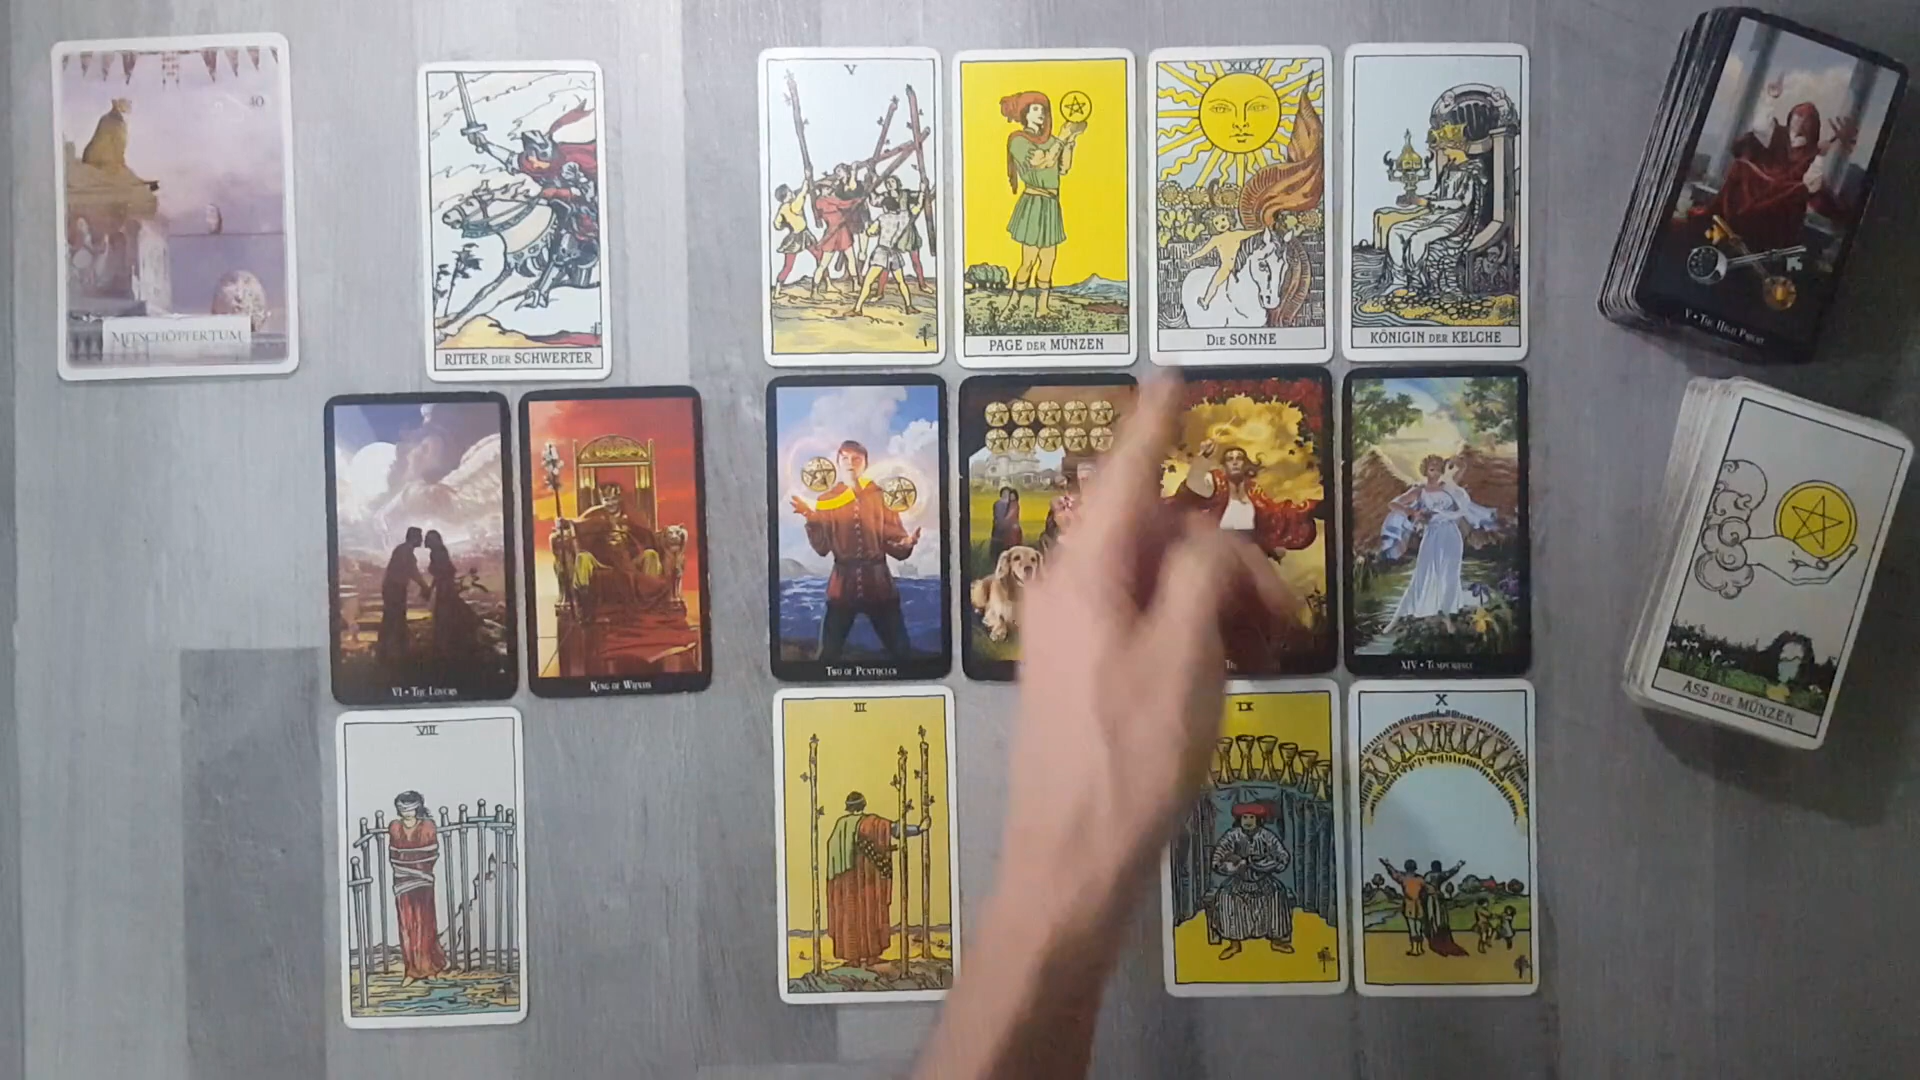 40
MITSCHÖPFERTUM
RITTER DER SCHWERTER
V
PAGE DER MÜNZEN
XIX
DIE SONNE
KÖNIGIN DER KELCHE
V • THE HIGH PRIEST
VI • THE LOVERS
KING OF WANDS
TWO OF PENTACLES
XIV • TEMPERANCE
ASS DER MÜNZEN
VIII
III
IX
X